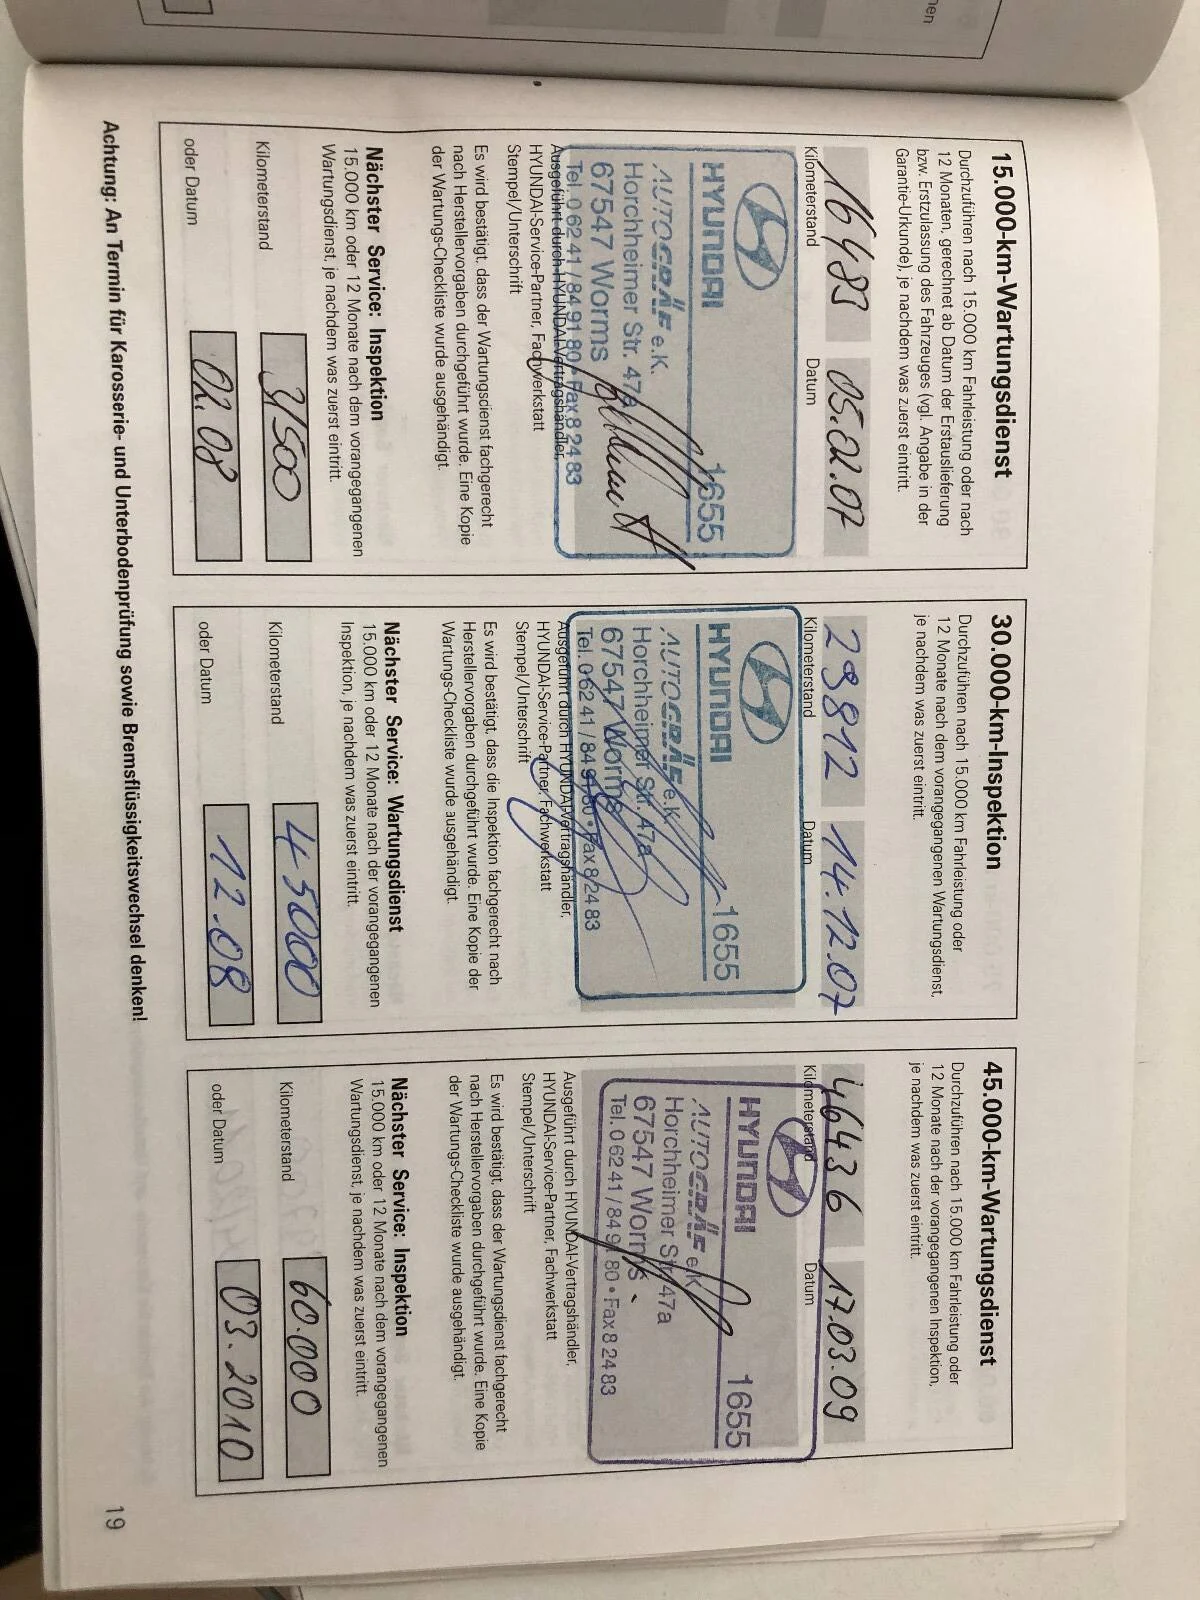 nen
15.000-km-Wartungsdienst
Durchzuführen nach 15.000 km Fahrleistung oder nach
12 Monaten, gerechnet ab Datum der Erstauslieferung
bzw. Erstzulassung des Fahrzeuges (vgl. Angabe in der
Garantie-Urkunde), je nachdem was zuerst eintritt.
16483 05.02.07
Kilometerstand Datum
HYUNDAI 1655
AUTOGRÄF e.K.
Horchheimer Str. 47a
67547 Worms
Tel. 0 62 41 / 84 91 80 • Fax 8 24 83
Ausgeführt durch HYUNDAI-Vertragshändler,
HYUNDAI-Service-Partner, Fachwerkstatt
Stempel/Unterschrift
Es wird bestätigt, dass der Wartungsdienst fachgerecht
nach Herstellervorgaben durchgeführt wurde. Eine Kopie
der Wartungs-Checkliste wurde ausgehändigt.
Nächster Service: Inspektion
15.000 km oder 12 Monate nach dem vorangegangenen
Wartungsdienst, je nachdem was zuerst eintritt.
Kilometerstand 31500
oder Datum 02.08
30.000-km-Inspektion
Durchzuführen nach 15.000 km Fahrleistung oder
12 Monate nach dem vorangegangenen Wartungsdienst,
je nachdem was zuerst eintritt.
29812 14.12.07
Kilometerstand Datum
HYUNDAI 1655
AUTOGRÄF e.K.
Horchheimer Str. 47a
67547 Worms
Tel. 0 62 41 / 84 91 80 • Fax 8 24 83
Ausgeführt durch HYUNDAI-Vertragshändler,
HYUNDAI-Service-Partner, Fachwerkstatt
Stempel/Unterschrift
Es wird bestätigt, dass die Inspektion fachgerecht nach
Herstellervorgaben durchgeführt wurde. Eine Kopie der
Wartungs-Checkliste wurde ausgehändigt.
Nächster Service: Wartungsdienst
15.000 km oder 12 Monate nach der vorangegangenen
Inspektion, je nachdem was zuerst eintritt.
Kilometerstand 45000
oder Datum 12.08
45.000-km-Wartungsdienst
Durchzuführen nach 15.000 km Fahrleistung oder
12 Monate nach der vorangegangenen Inspektion,
je nachdem was zuerst eintritt.
46436 17.03.09
Kilometerstand Datum
HYUNDAI 1655
AUTOGRÄF e.K.
Horchheimer Str. 47a
67547 Worms
Tel. 0 62 41 / 84 91 80 • Fax 8 24 83
Ausgeführt durch HYUNDAI-Vertragshändler,
HYUNDAI-Service-Partner, Fachwerkstatt
Stempel/Unterschrift
Es wird bestätigt, dass der Wartungsdienst fachgerecht
nach Herstellervorgaben durchgeführt wurde. Eine Kopie
der Wartungs-Checkliste wurde ausgehändigt.
Nächster Service: Inspektion
15.000 km oder 12 Monate nach dem vorangegangenen
Wartungsdienst, je nachdem was zuerst eintritt.
Kilometerstand 60.000
oder Datum 03.2010
Achtung: An Termin für Karosserie- und Unterbodenprüfung sowie Bremsflüssigkeitswechsel denken!
19